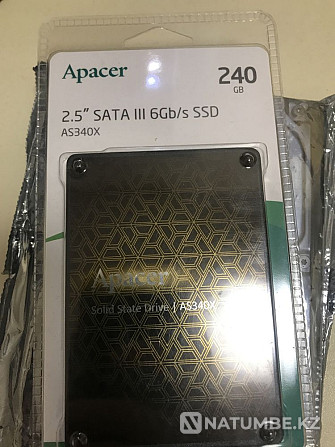 Apacer
240
GB
2.5" SATA III 6Gb/s SSD
AS340X
Apacer
Solid State Drive | AS340X
NATUMBE.KZ